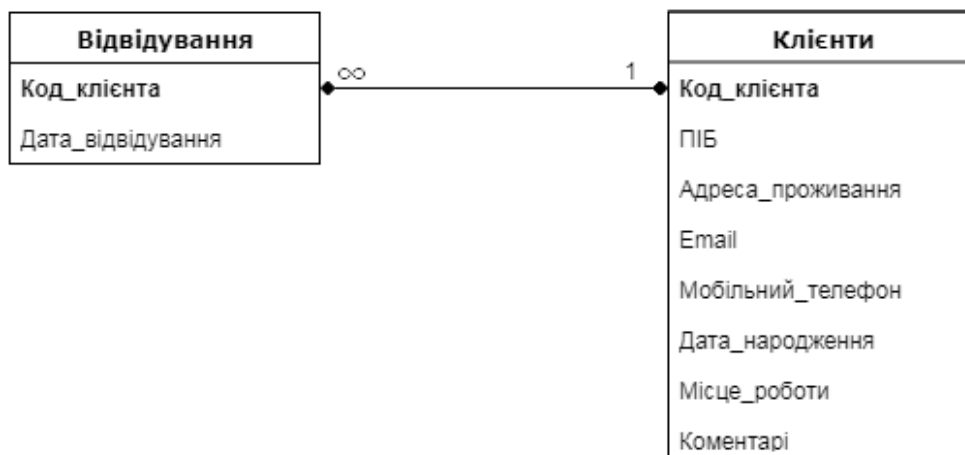 Відвідування
Код_клієнта
Дата_відвідування
∞
1
Клієнти
Код_клієнта
ПІБ
Адреса_проживання
Email
Мобільний_телефон
Дата_народження
Місце_роботи
Коментарі